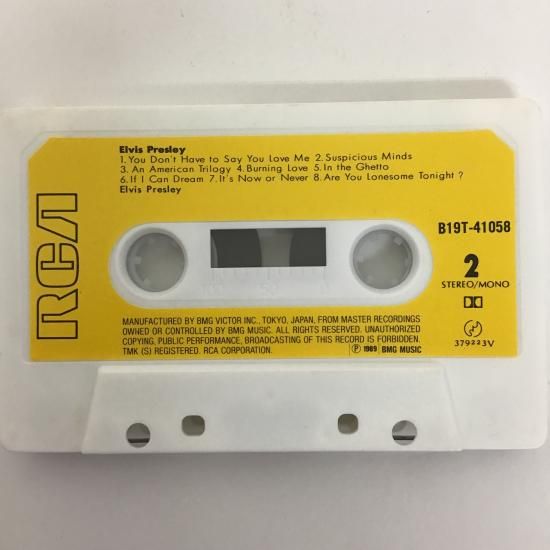 RCA
Elvis Presley
1. You Don't Have to Say You Love Me 2. Suspicious Minds
3. An American Trilogy 4. Burning Love 5. In the Ghetto
6. If I Can Dream 7. It's Now or Never 8. Are You Lonesome Tonight ?
Elvis Presley
B19T-41058
2
STEREO/MONO
379223V
MANUFACTURED BY BMG VICTOR INC., TOKYO, JAPAN, FROM MASTER RECORDINGS
OWNED OR CONTROLLED BY BMG MUSIC. ALL RIGHTS RESERVED. UNAUTHORIZED
COPYING, PUBLIC PERFORMANCE, BROADCASTING OF THIS RECORD IS FORBIDDEN.
TMK (S) REGISTERED. RCA CORPORATION. Ⓟ 1989 BMG MUSIC